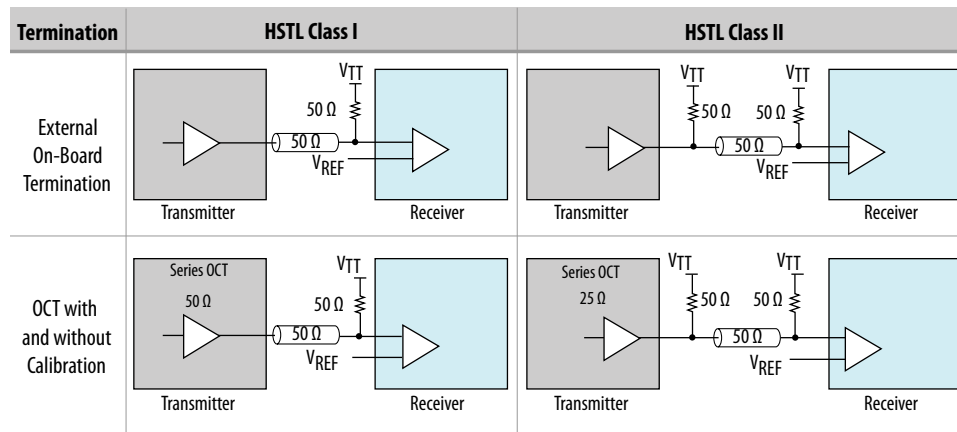 Termination
HSTL Class I
HSTL Class II
External
On-Board
Termination
VTT
50 Ω
50 Ω
VREF
Transmitter
Receiver
VTT
VTT
50 Ω
50 Ω
50 Ω
VREF
Transmitter
Receiver
OCT with
and without
Calibration
Series OCT
50 Ω
VTT
50 Ω
50 Ω
VREF
Transmitter
Receiver
Series OCT
25 Ω
VTT
VTT
50 Ω
50 Ω
50 Ω
VREF
Transmitter
Receiver